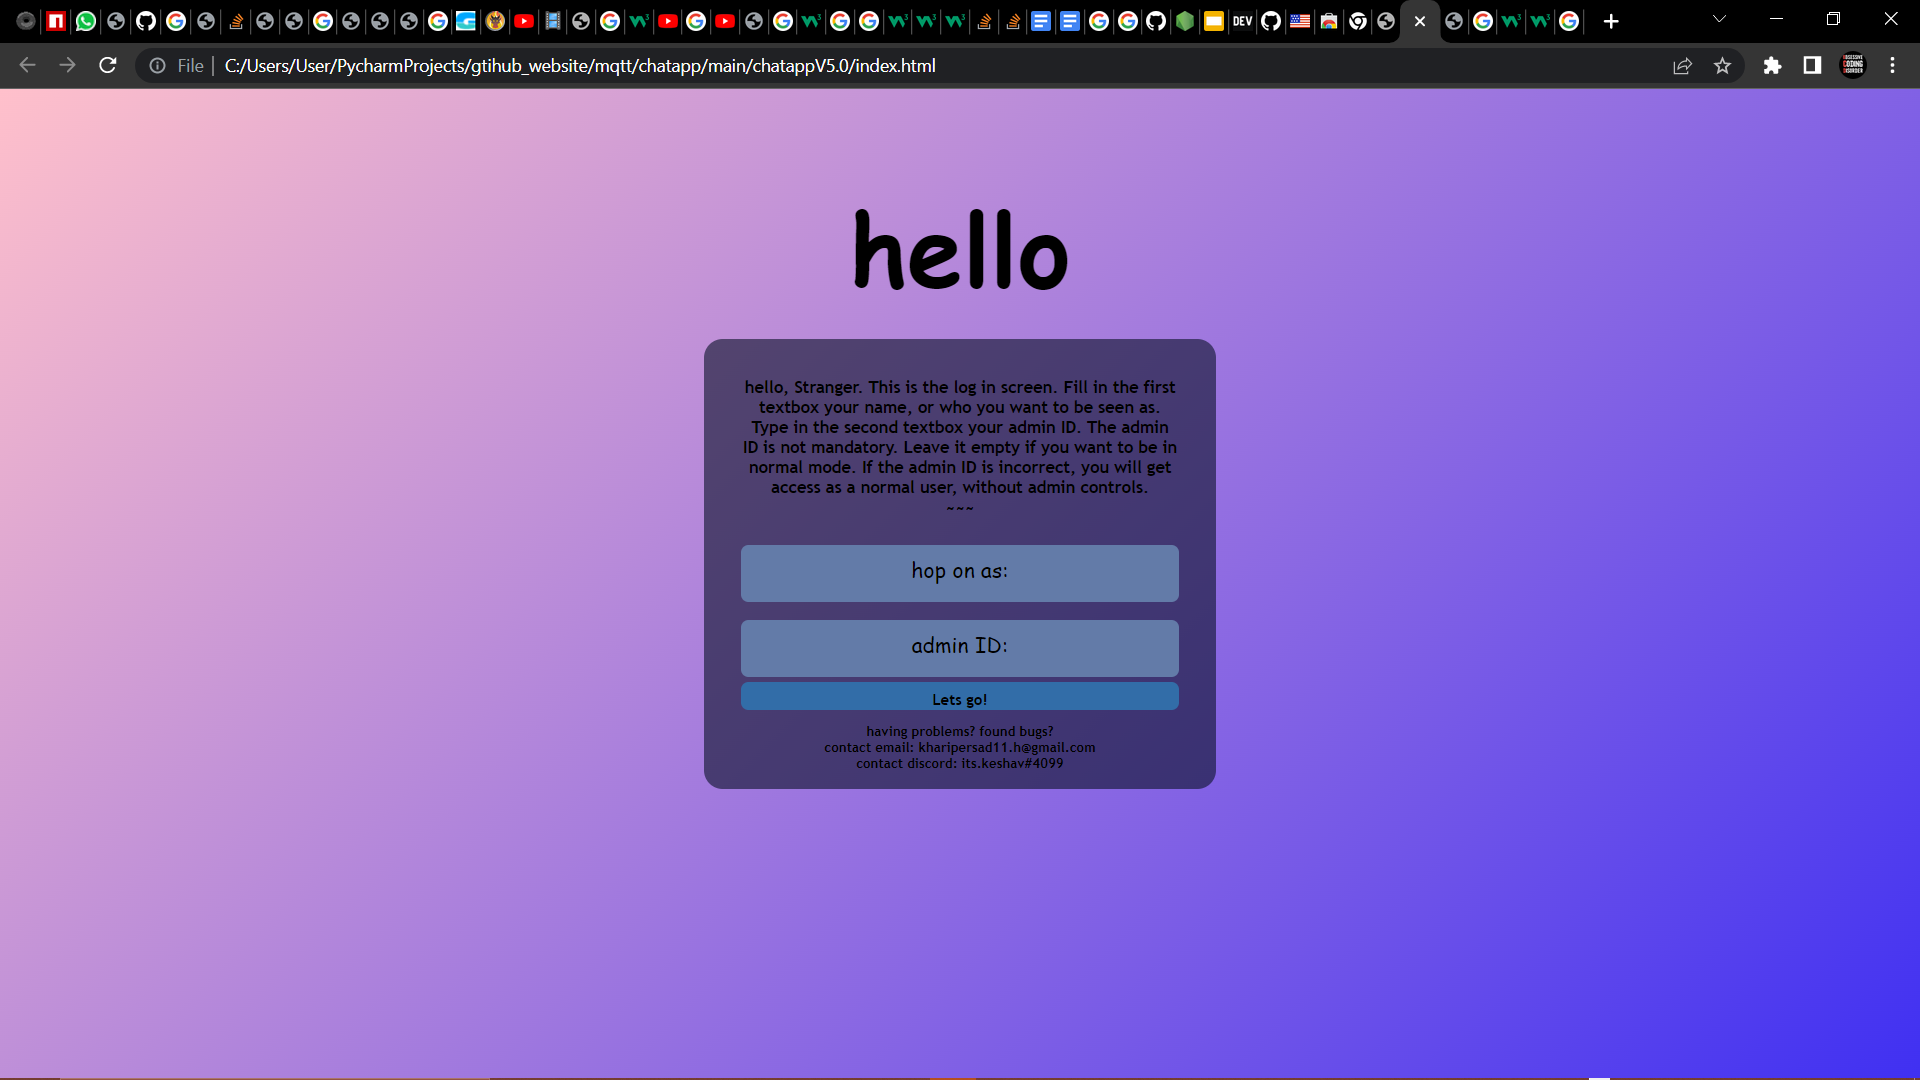 DEV
File
C:/Users/User/PycharmProjects/gtihub_website/mqtt/chatapp/main/chatappV5.0/index.html
hello
hello, Stranger. This is the log in screen. Fill in the first
textbox your name, or who you want to be seen as.
Type in the second textbox your admin ID. The admin
ID is not mandatory. Leave it empty if you want to be in
normal mode. If the admin ID is incorrect, you will get
access as a normal user, without admin controls.
~~~
hop on as:
admin ID:
Lets go!
having problems? found bugs?
contact email: kharipersad11.h@gmail.com
contact discord: its.keshav#4099